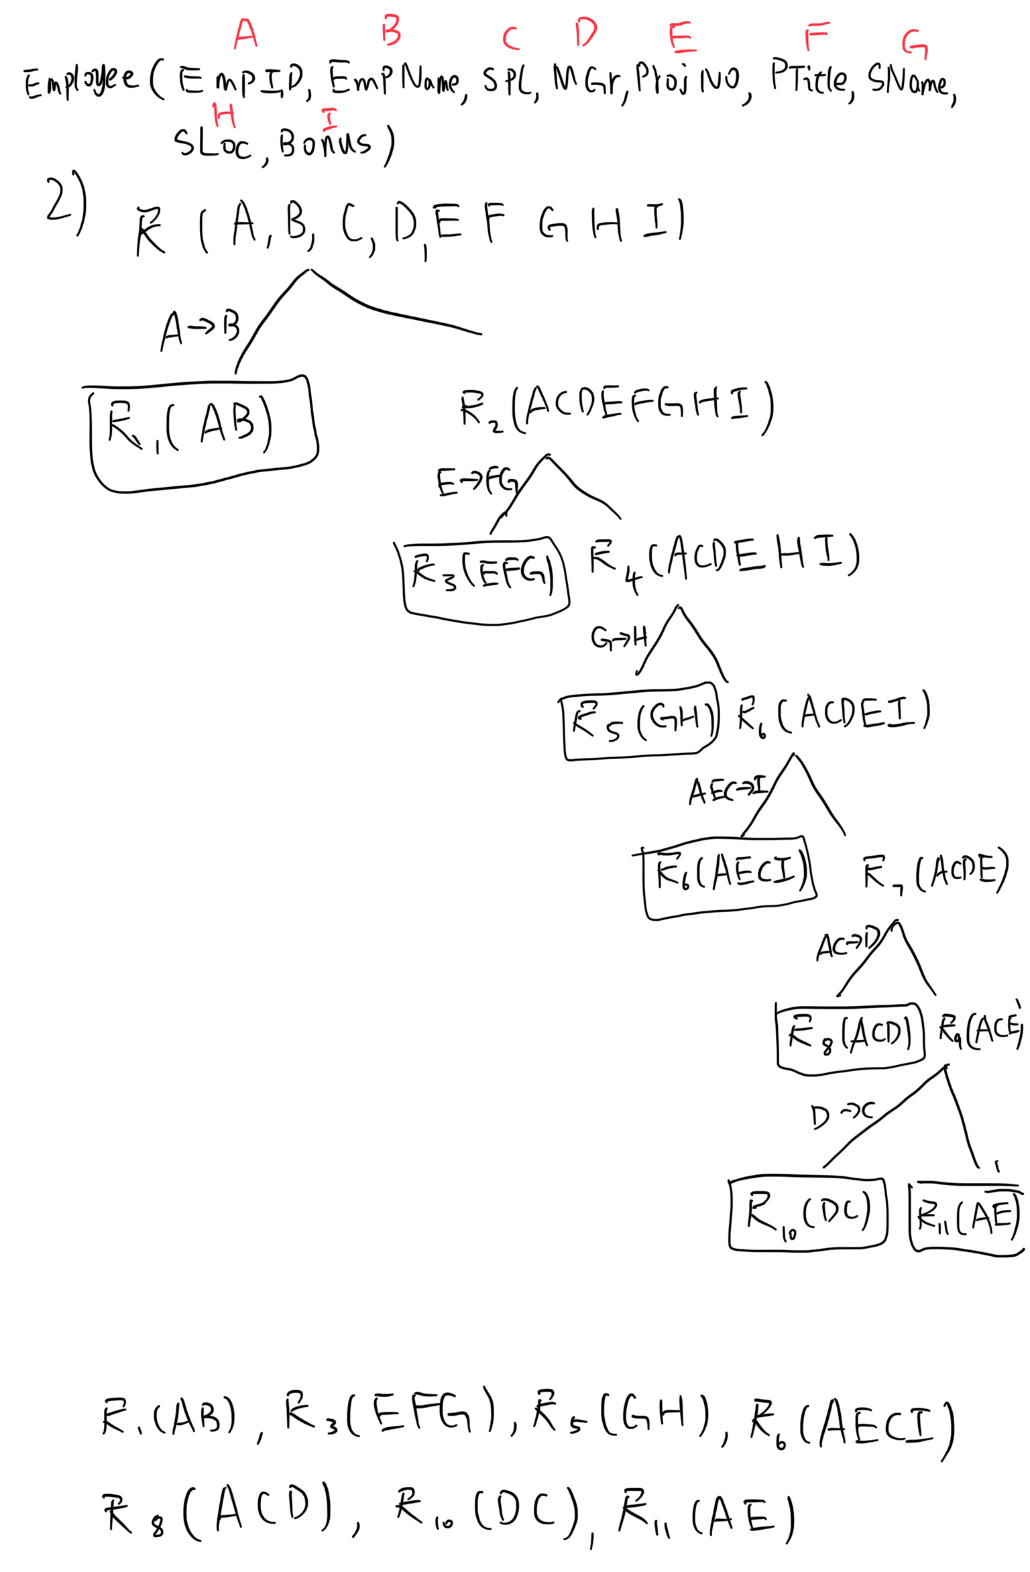 A B C D E F G
Employee ( EmpID, EmpName, SPL, MGr, ProjNO, PTitle, SName,
H I
SLoc, Bonus )
2) R ( A, B, C, D, E F G H I )
A→B
R1( AB ) R2 (ACDEFGHI)
E→FG
R3(EFG) R4(ACDEHI)
G→H
R5 (GH) R6 (ACDEI)
AEC→I
R6(AECI) R7 (ACDE)
AC→D
R8(ACD) R9(ACE)
D→C
R10 (DC) R11 (AE)
R1(AB), R3(EFG), R5(GH), R6(AECI)
R8(ACD), R10(DC), R11(AE)